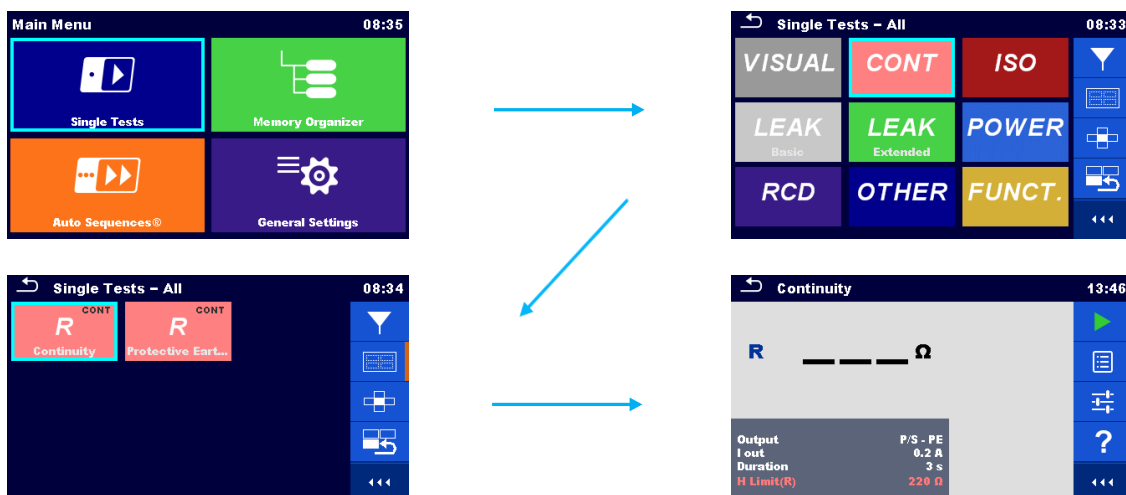 Main Menu 08:35
Single Tests
Memory Organizer
Auto Sequences®
General Settings
Single Tests – All 08:33
VISUAL CONT ISO
LEAK Basic
LEAK Extended
POWER
RCD OTHER FUNCT.
Single Tests – All 08:34
CONT
R
Continuity
CONT
R
Protective Eart...
Continuity 13:46
R ___ Ω
?
Output P/S - PE
I out 0.2 A
Duration 3 s
H Limit(R) 220 Ω